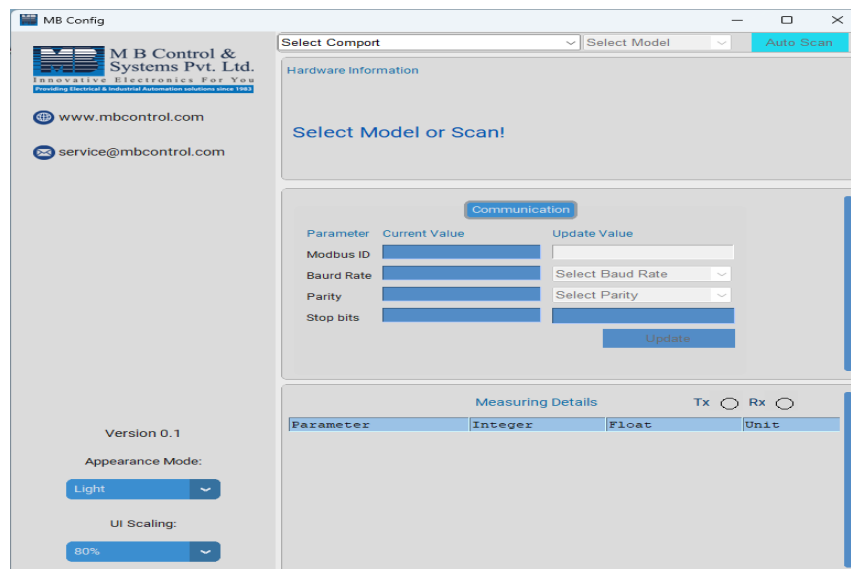 MB Config
MB
M B Control &
Systems Pvt. Ltd.
Innovative Electronics For You
Providing Electrical & Industrial Automation solutions since 1983
www.mbcontrol.com
service@mbcontrol.com
Version 0.1
Appearance Mode:
Light
UI Scaling:
80%
Select Comport Select Model Auto Scan
Hardware Information
Select Model or Scan!
Communication
Parameter Current Value Update Value
Modbus ID
Baurd Rate Select Baud Rate
Parity Select Parity
Stop bits
Update
Measuring Details Tx Rx
Parameter Integer Float Unit